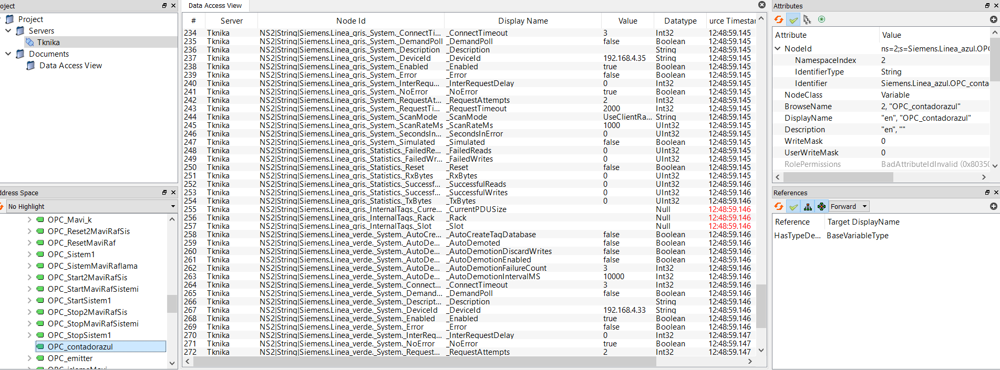 oject
Project
Servers
Tknika
Documents
Data Access View
ddress Space
No Highlight
OPC_Mavi_k
OPC_Reset2MaviRafSis
OPC_ResetMaviRaf
OPC_Sistem1
OPC_SistemMaviRaflama
OPC_Start2MaviRafSis
OPC_StartMaviRafSistemi
OPC_StartSistem1
OPC_Stop2MaviRafSis
OPC_StopMaviRafSistemi
OPC_StopSistem1
OPC_contadorazul
OPC_emitter
Data Access View
# Server Node Id Display Name Value Datatype urce Timestar
234 Tknika NS2|String|Siemens.Linea_gris._System._ConnectTi... _ConnectTimeout 3 Int32 12:48:59.145
235 Tknika NS2|String|Siemens.Linea_gris._System._DemandPoll _DemandPoll false Boolean 12:48:59.145
236 Tknika NS2|String|Siemens.Linea_gris._System._Description _Description String 12:48:59.145
237 Tknika NS2|String|Siemens.Linea_gris._System._DeviceId _DeviceId 192.168.4.35 String 12:48:59.145
238 Tknika NS2|String|Siemens.Linea_gris._System._Enabled _Enabled true Boolean 12:48:59.145
239 Tknika NS2|String|Siemens.Linea_gris._System._Error _Error false Boolean 12:48:59.145
240 Tknika NS2|String|Siemens.Linea_gris._System._InterRequ... _InterRequestDelay 0 Int32 12:48:59.145
241 Tknika NS2|String|Siemens.Linea_gris._System._NoError _NoError true Boolean 12:48:59.145
242 Tknika NS2|String|Siemens.Linea_gris._System._RequestAt... _RequestAttempts 2 Int32 12:48:59.145
243 Tknika NS2|String|Siemens.Linea_gris._System._RequestTi... _RequestTimeout 2000 Int32 12:48:59.145
244 Tknika NS2|String|Siemens.Linea_gris._System._ScanMode _ScanMode UseClientRa... String 12:48:59.145
245 Tknika NS2|String|Siemens.Linea_gris._System._ScanRateMs _ScanRateMs 1000 UInt32 12:48:59.145
246 Tknika NS2|String|Siemens.Linea_gris._System._SecondsIn... _SecondsInError 0 UInt32 12:48:59.145
247 Tknika NS2|String|Siemens.Linea_gris._System._Simulated _Simulated false Boolean 12:48:59.145
248 Tknika NS2|String|Siemens.Linea_gris._Statistics._FailedRe... _FailedReads 0 UInt32 12:48:59.145
249 Tknika NS2|String|Siemens.Linea_gris._Statistics._FailedWr... _FailedWrites 0 UInt32 12:48:59.145
250 Tknika NS2|String|Siemens.Linea_gris._Statistics._Reset _Reset false Boolean 12:48:59.145
251 Tknika NS2|String|Siemens.Linea_gris._Statistics._RxBytes _RxBytes 0 UInt32 12:48:59.145
252 Tknika NS2|String|Siemens.Linea_gris._Statistics._Successf... _SuccessfulReads 0 UInt32 12:48:59.146
253 Tknika NS2|String|Siemens.Linea_gris._Statistics._Successf... _SuccessfulWrites 0 UInt32 12:48:59.146
254 Tknika NS2|String|Siemens.Linea_gris._Statistics._TxBytes _TxBytes 0 UInt32 12:48:59.146
255 Tknika NS2|String|Siemens.Linea_gris._InternalTags._Curre... _CurrentPDUSize Null 12:48:59.146
256 Tknika NS2|String|Siemens.Linea_gris._InternalTags._Rack _Rack Null 12:48:59.146
257 Tknika NS2|String|Siemens.Linea_gris._InternalTags._Slot _Slot Null 12:48:59.146
258 Tknika NS2|String|Siemens.Linea_verde._System._AutoCre... _AutoCreateTagDatabase false Boolean 12:48:59.146
259 Tknika NS2|String|Siemens.Linea_verde._System._AutoDe... _AutoDemoted false Boolean 12:48:59.146
260 Tknika NS2|String|Siemens.Linea_verde._System._AutoDe... _AutoDemotionDiscardWrites false Boolean 12:48:59.146
261 Tknika NS2|String|Siemens.Linea_verde._System._AutoDe... _AutoDemotionEnabled false Boolean 12:48:59.146
262 Tknika NS2|String|Siemens.Linea_verde._System._AutoDe... _AutoDemotionFailureCount 3 Int32 12:48:59.146
263 Tknika NS2|String|Siemens.Linea_verde._System._AutoDe... _AutoDemotionIntervalMS 10000 Int32 12:48:59.146
264 Tknika NS2|String|Siemens.Linea_verde._System._Connect... _ConnectTimeout 3 Int32 12:48:59.146
265 Tknika NS2|String|Siemens.Linea_verde._System._Deman... _DemandPoll false Boolean 12:48:59.146
266 Tknika NS2|String|Siemens.Linea_verde._System._Descript... _Description String 12:48:59.146
267 Tknika NS2|String|Siemens.Linea_verde._System._DeviceId _DeviceId 192.168.4.33 String 12:48:59.146
268 Tknika NS2|String|Siemens.Linea_verde._System._Enabled _Enabled true Boolean 12:48:59.146
269 Tknika NS2|String|Siemens.Linea_verde._System._Error _Error false Boolean 12:48:59.146
270 Tknika NS2|String|Siemens.Linea_verde._System._InterReq... _InterRequestDelay 0 Int32 12:48:59.147
271 Tknika NS2|String|Siemens.Linea_verde._System._NoError _NoError true Boolean 12:48:59.147
272 Tknika NS2|String|Siemens.Linea_verde._System._Request... _RequestAttempts 2 Int32 12:48:59.147
Attributes
Attribute Value
NodeId ns=2;s=Siemens.Linea_azul.OPC
NamespaceIndex 2
IdentifierType String
Identifier Siemens.Linea_azul.OPC_conta
NodeClass Variable
BrowseName 2, "OPC_contadorazul"
DisplayName "en", "OPC_contadorazul"
Description "en", ""
WriteMask 0
UserWriteMask 0
RolePermissions BadAttributeIdInvalid (0x80350
References
Forward
Reference Target DisplayName
HasTypeDe... BaseVariableType